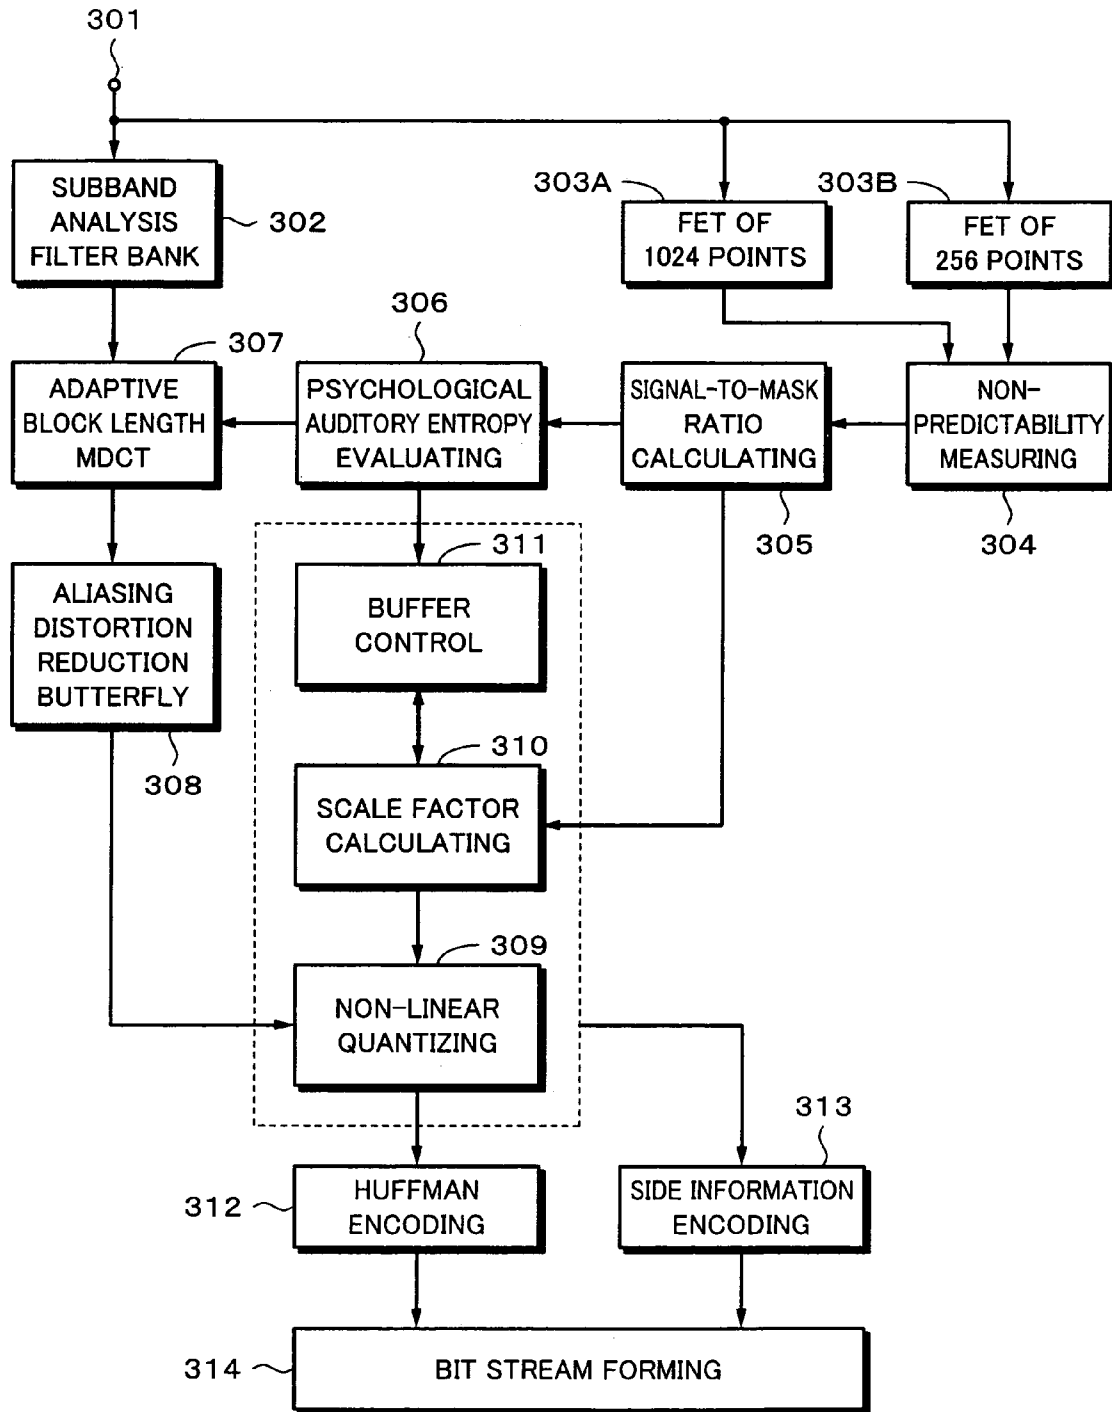 301
SUBBAND
ANALYSIS
FILTER BANK
302
303A
FET OF
1024 POINTS
303B
FET OF
256 POINTS
307
ADAPTIVE
BLOCK LENGTH
MDCT
306
PSYCHOLOGICAL
AUDITORY ENTROPY
EVALUATING
SIGNAL-TO-MASK
RATIO
CALCULATING
305
NON-
PREDICTABILITY
MEASURING
304
ALIASING
DISTORTION
REDUCTION
BUTTERFLY
308
311
BUFFER
CONTROL
310
SCALE FACTOR
CALCULATING
309
NON-LINEAR
QUANTIZING
312
HUFFMAN
ENCODING
313
SIDE INFORMATION
ENCODING
314
BIT STREAM FORMING